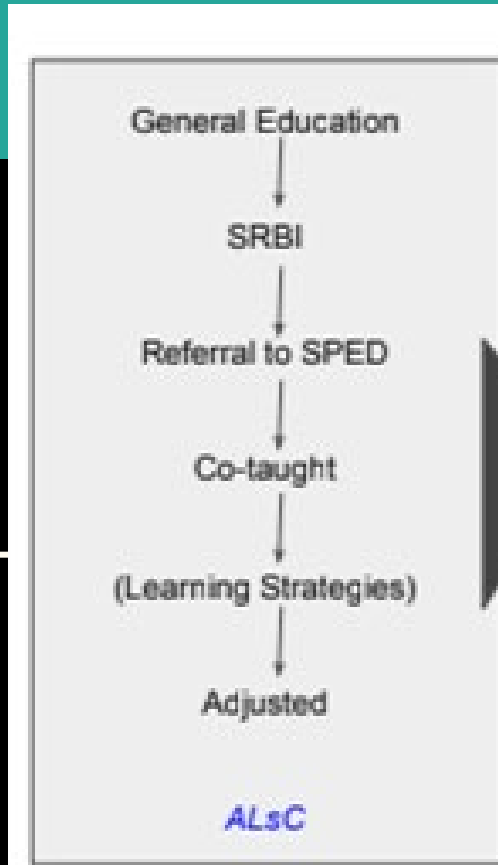 General Education
SRBI
Referral to SPED
Co-taught
(Learning Strategies)
Adjusted
ALsC